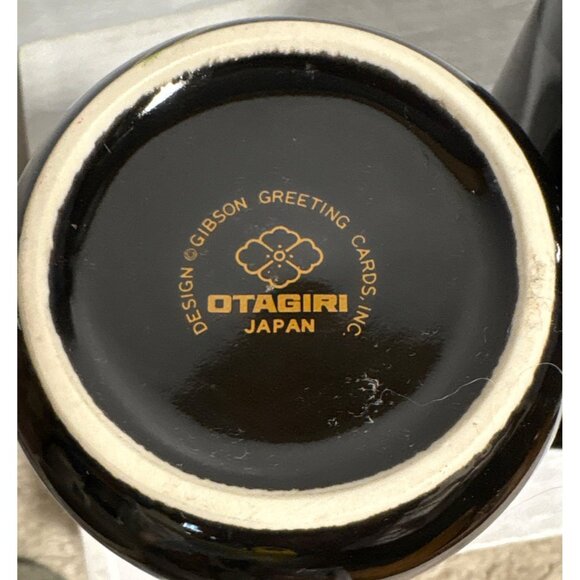 DESIGN © GIBSON GREETING CARDS, INC.
OTAGIRI
JAPAN